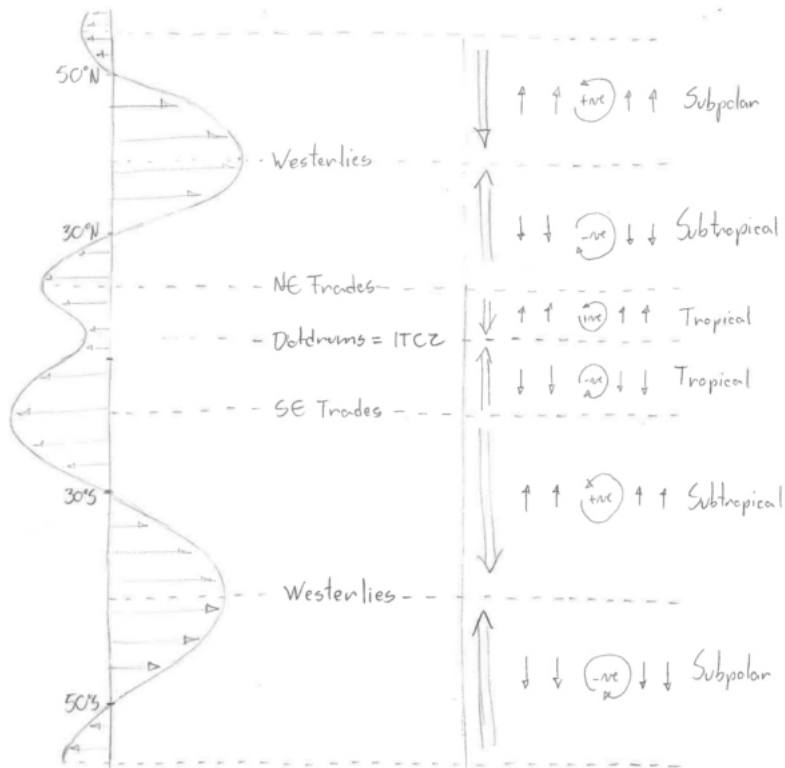 50°N
+ve Subpolar
Westerlies
30°N
-ve Subtropical
NE Trades
+ve Tropical
Doldrums = ITCZ
-ve Tropical
SE Trades
30°S
+ve Subtropical
Westerlies
-ve Subpolar
50°S